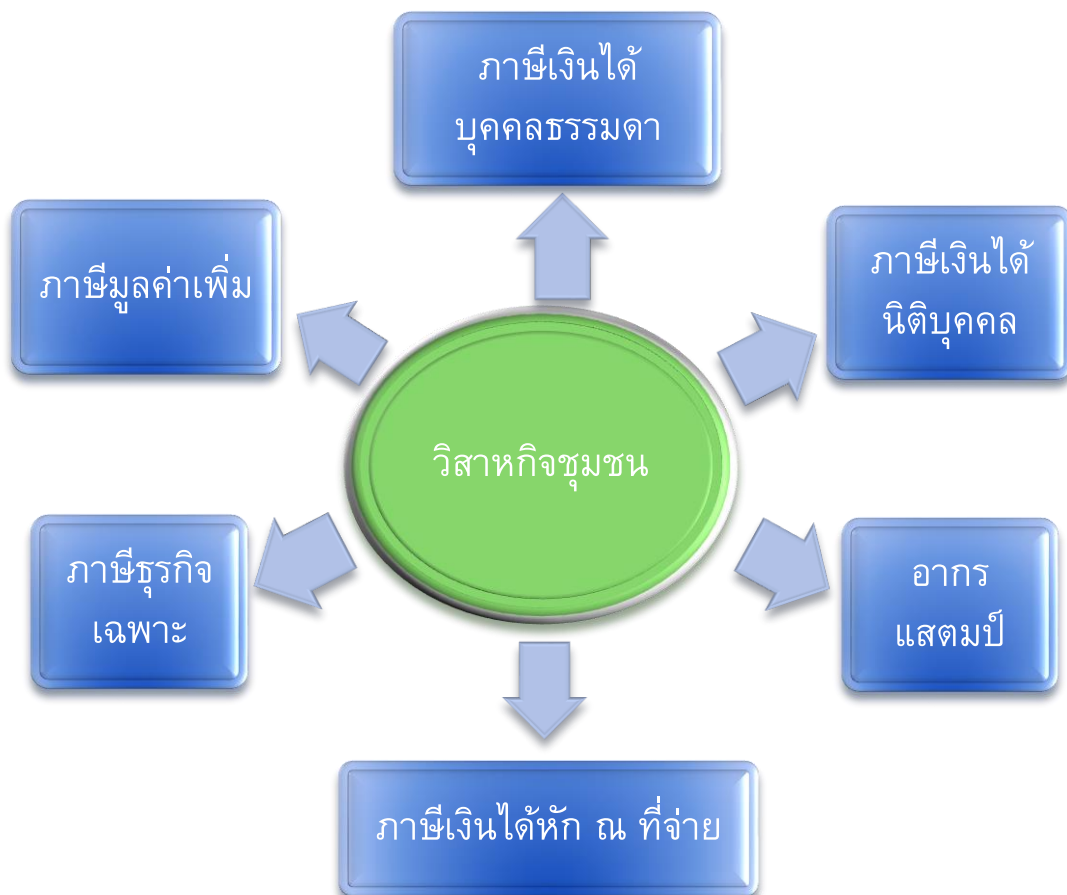 ภาษีเงินได้
บุคคลธรรมดา
ภาษีมูลค่าเพิ่ม
ภาษีเงินได้
นิติบุคคล
วิสาหกิจชุมชน
ภาษีธุรกิจ
เฉพาะ
อากร
แสตมป์
ภาษีเงินได้หัก ณ ที่จ่าย